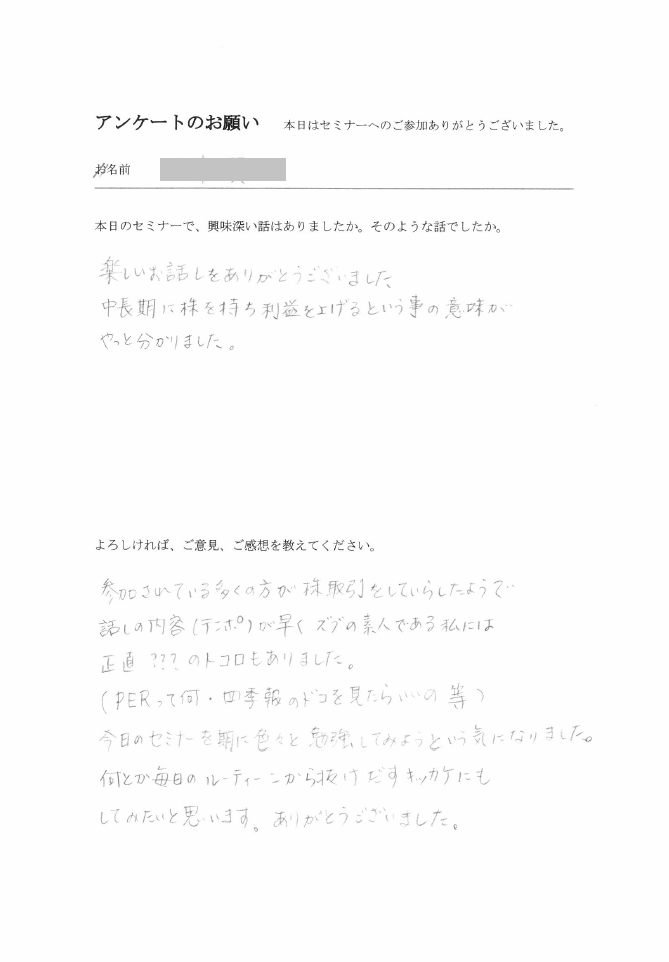 アンケートのお願い 本日はセミナーへのご参加ありがとうございました。
お名前
本日のセミナーで、興味深い話はありましたか。そのような話でしたか。
楽しいお話しをありがとうございました
中長期に株を持ち利益を上げるという事の意味が
やっと分かりました。
よろしければ、ご意見、ご感想を教えてください。
参加されている多くの方が株取引をしていらしたようで
話しの内容(テンポ)が早くズブの素人である私には
正直???のトコロもありました。
(PERって何・四季報のドコを見たらいいの等)
今日のセミナーを期に色々と勉強してみようという気になりました。
何とか毎日のルーティーンから抜けだすキッカケにも
してみたいと思います。ありがとうございました。